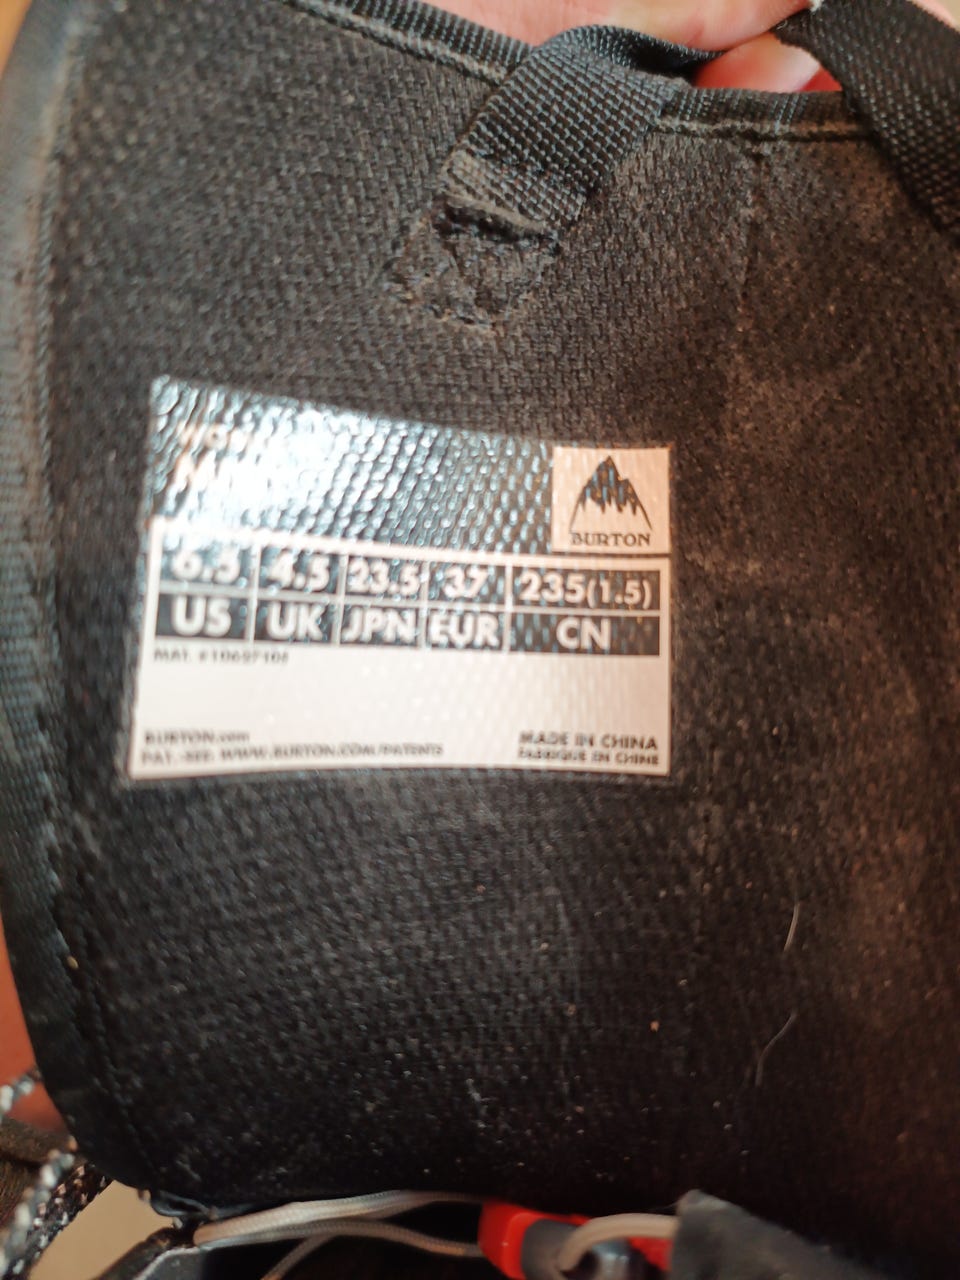 BURTON
6.5 4.5 23.5 37 235(1.5)
US UK JPN EUR CN
MAT. #
BURTON.com
PAT.-SEE: WWW.BURTON.COM/PATENTS
MADE IN CHINA
FABRIQUE EN CHINE